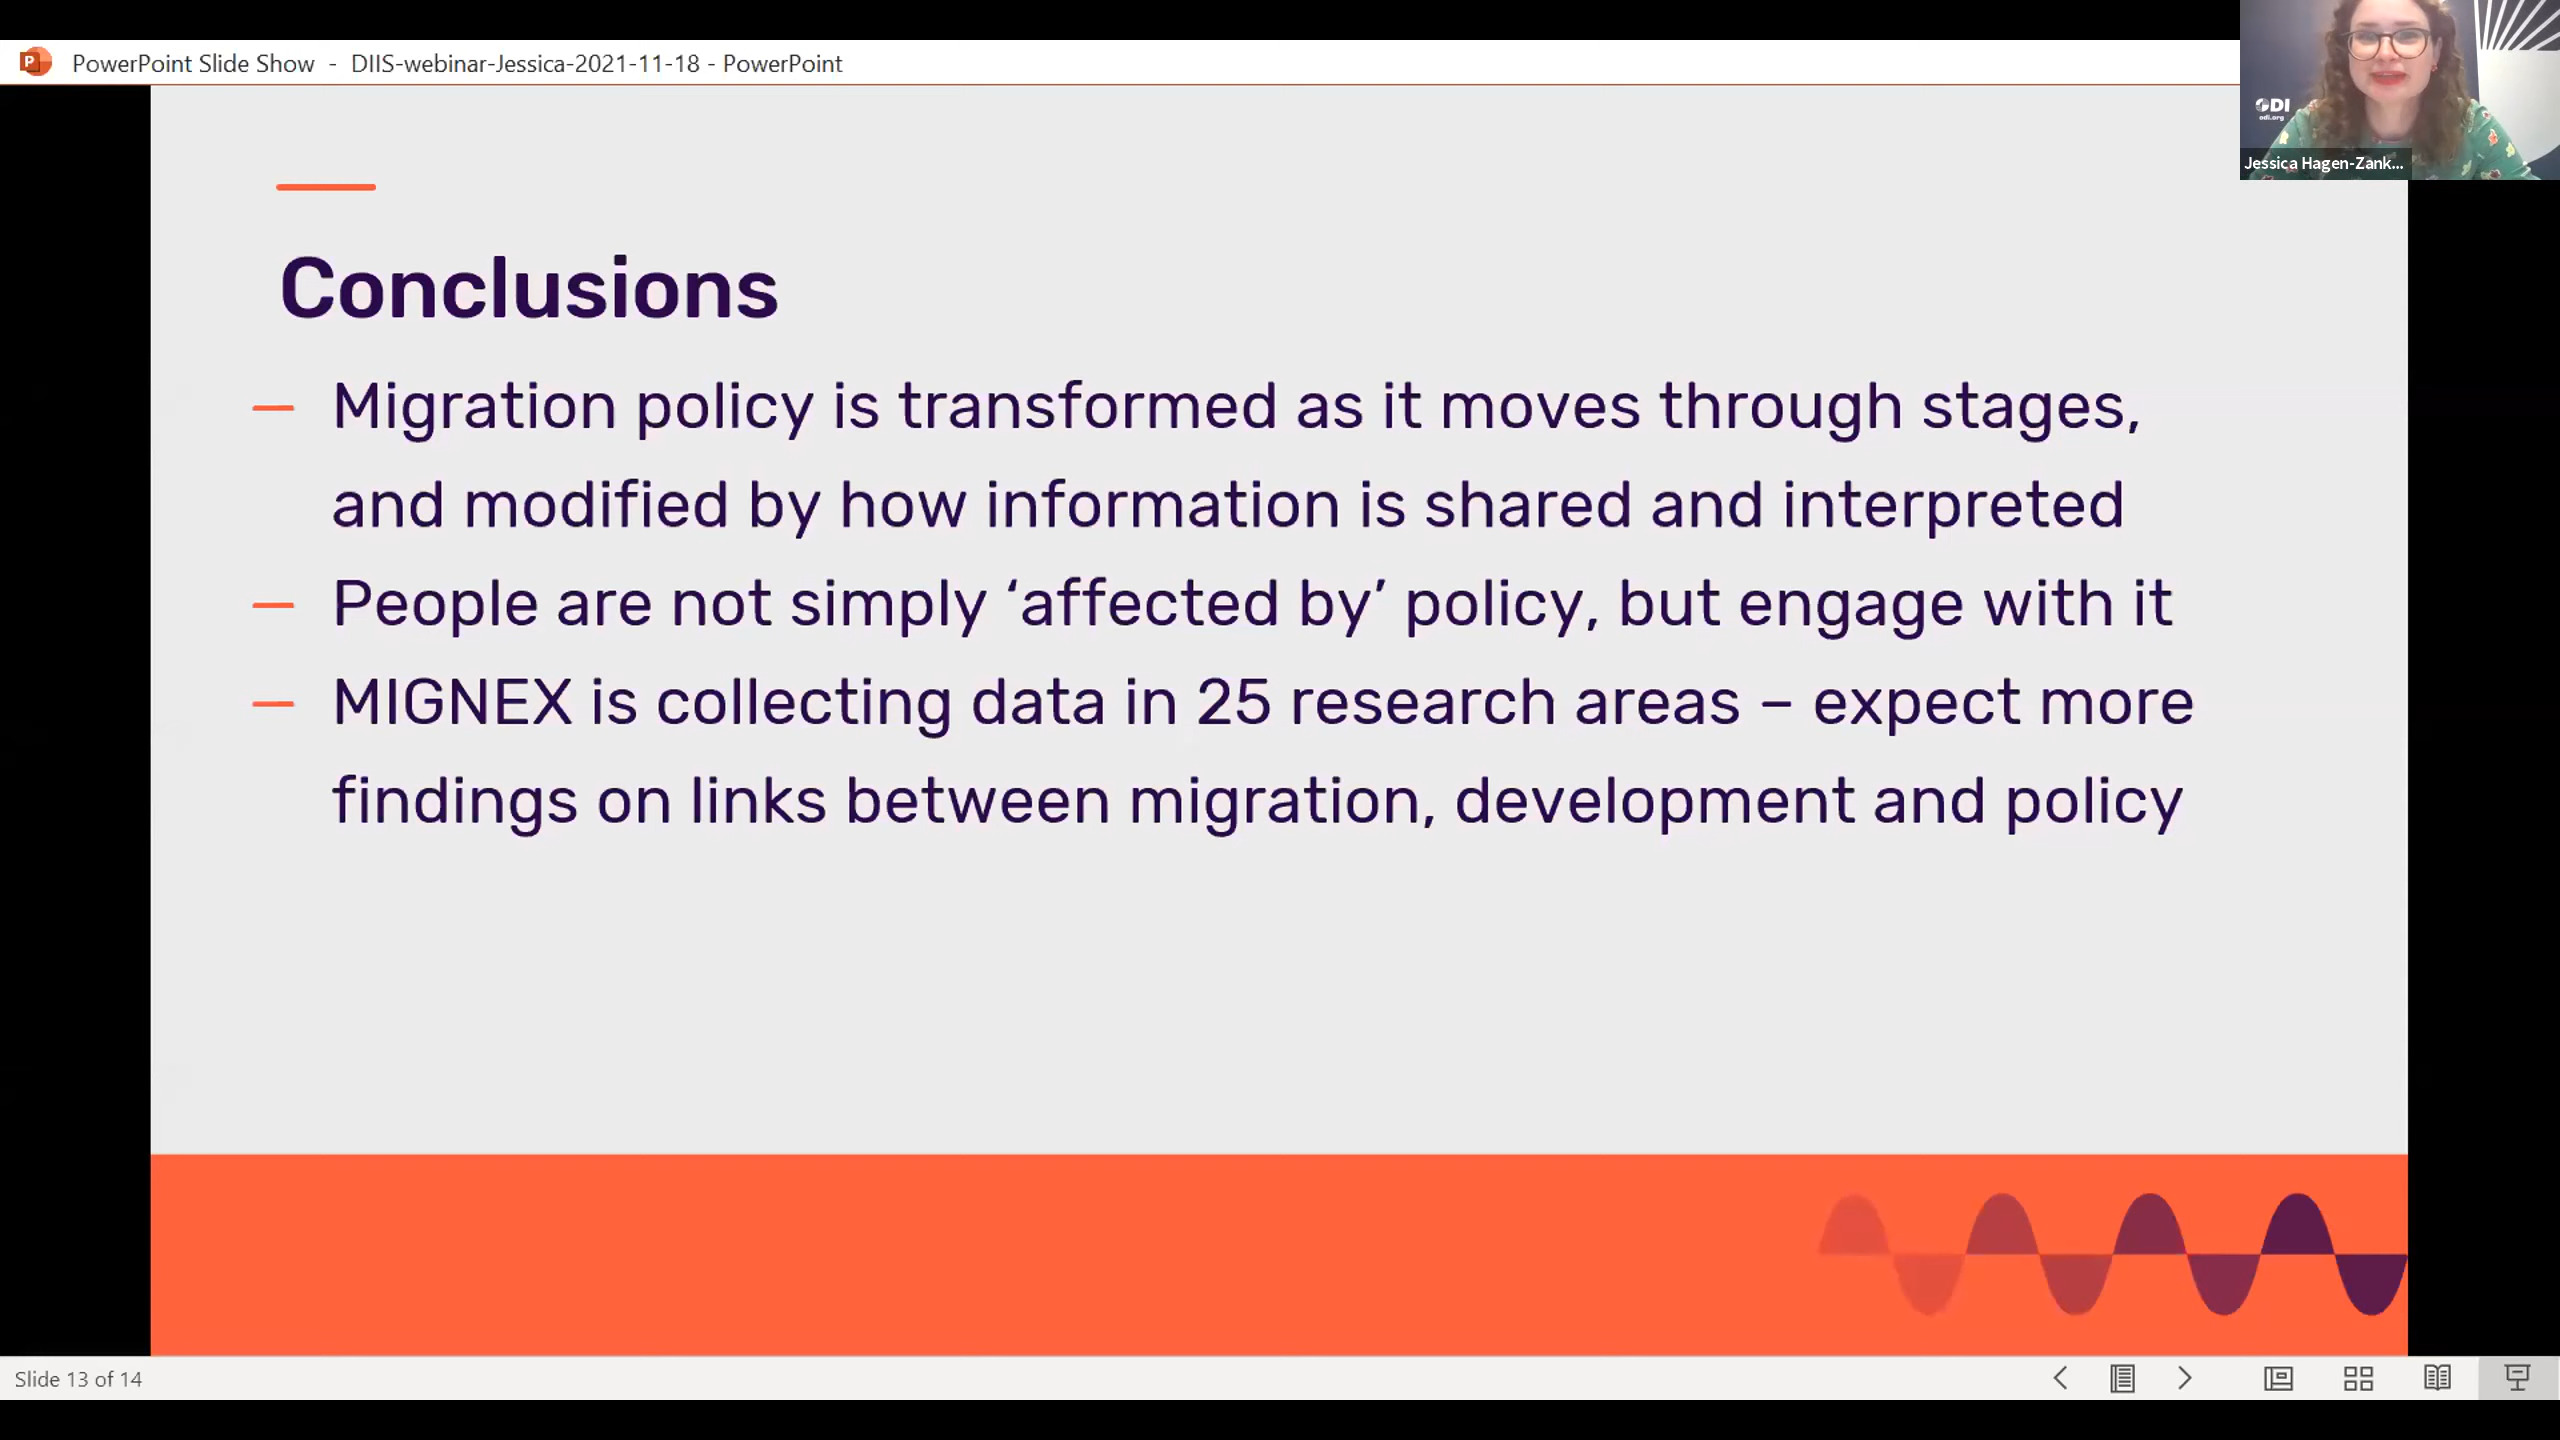 PowerPoint Slide Show - DIIS-webinar-Jessica-2021-11-18 - PowerPoint
ODI
odi.org
Jessica Hagen-Zank...
Conclusions
— Migration policy is transformed as it moves through stages,
and modified by how information is shared and interpreted
— People are not simply ‘affected by’ policy, but engage with it
— MIGNEX is collecting data in 25 research areas – expect more
findings on links between migration, development and policy
Slide 13 of 14